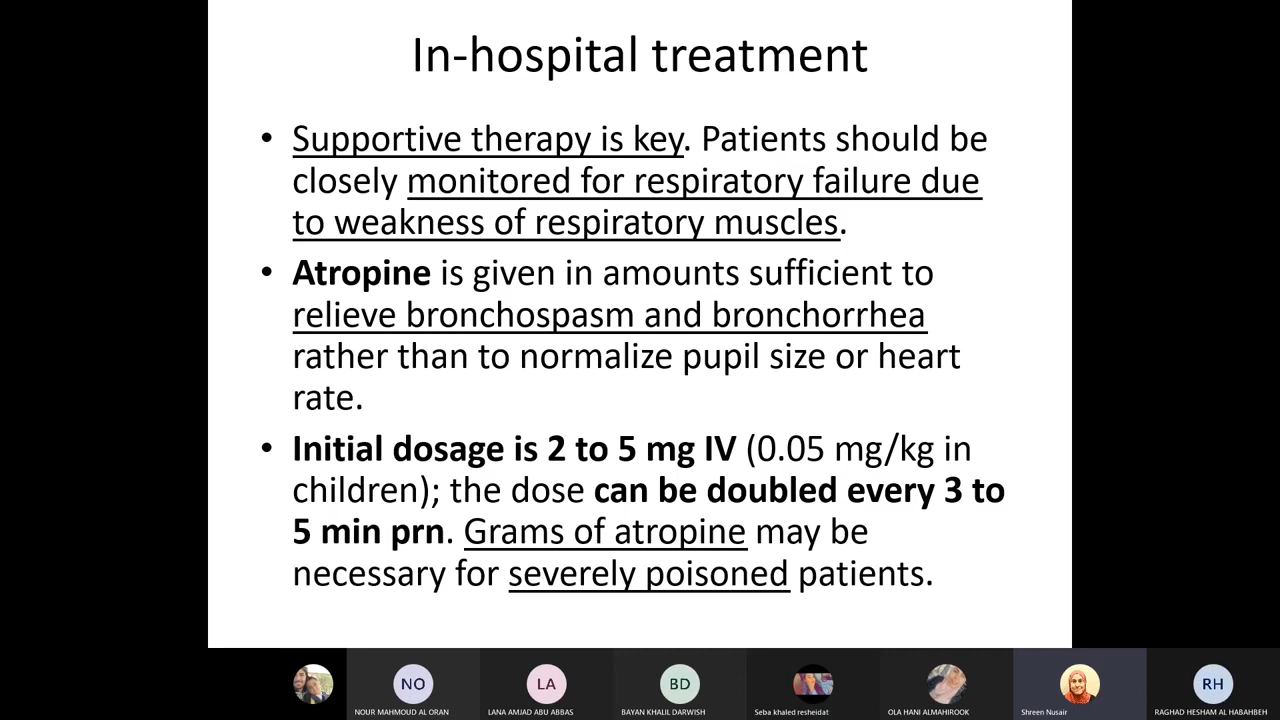 In-hospital treatment
• Supportive therapy is key. Patients should be
closely monitored for respiratory failure due
to weakness of respiratory muscles.
• Atropine is given in amounts sufficient to
relieve bronchospasm and bronchorrhea
rather than to normalize pupil size or heart
rate.
• Initial dosage is 2 to 5 mg IV (0.05 mg/kg in
children); the dose can be doubled every 3 to
5 min prn. Grams of atropine may be
necessary for severely poisoned patients.
NO LA BD RH
NOUR MAHMOUD AL ORAN LANA AMJAD ABU ABBAS BAYAN KHALIL DARWISH Seba khaled resheidat OLA HANI ALMAHIROOK Shreen Nusair RAGHAD HESHAM AL HABAHBEH